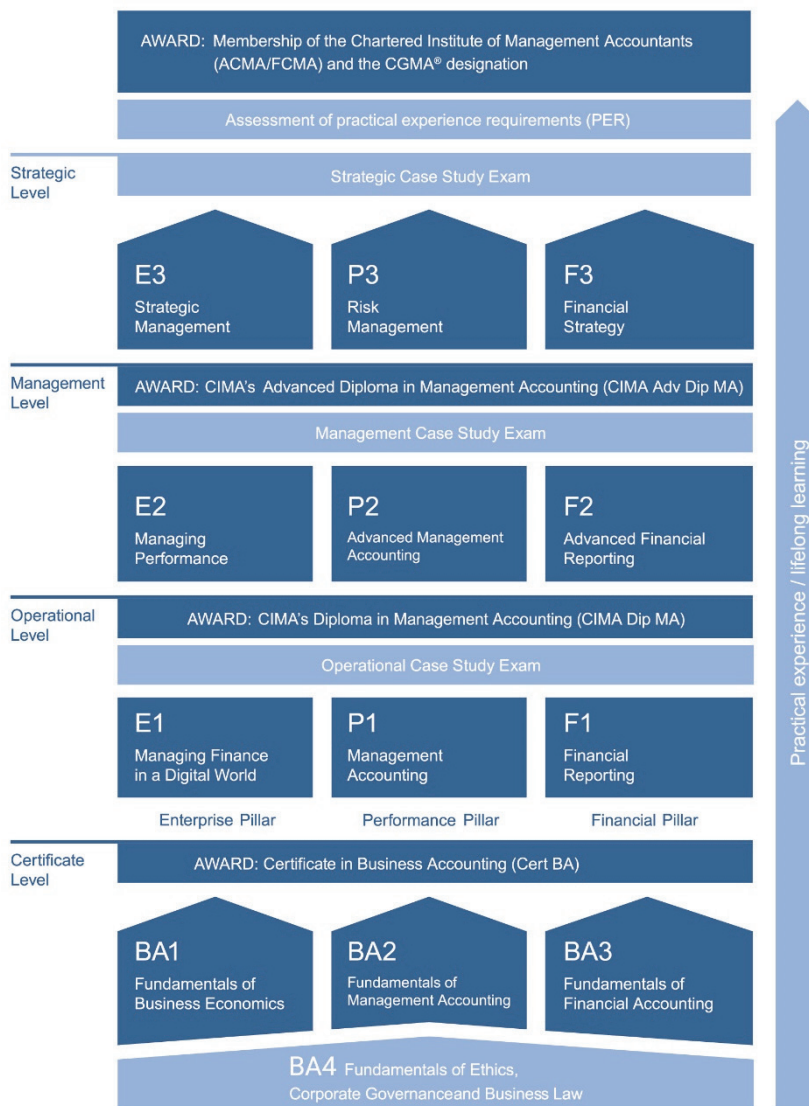 AWARD: Membership of the Chartered Institute of Management Accountants
(ACMA/FCMA) and the CGMA® designation
Assessment of practical experience requirements (PER)
Strategic
Level
Strategic Case Study Exam
E3
Strategic
Management
P3
Risk
Management
F3
Financial
Strategy
Management
Level
AWARD: CIMA's Advanced Diploma in Management Accounting (CIMA Adv Dip MA)
Management Case Study Exam
E2
Managing
Performance
P2
Advanced Management
Accounting
F2
Advanced Financial
Reporting
Operational
Level
AWARD: CIMA's Diploma in Management Accounting (CIMA Dip MA)
Operational Case Study Exam
E1
Managing Finance
in a Digital World
P1
Management
Accounting
F1
Financial
Reporting
Enterprise Pillar
Performance Pillar
Financial Pillar
Certificate
Level
AWARD: Certificate in Business Accounting (Cert BA)
BA1
Fundamentals of
Business Economics
BA2
Fundamentals of
Management Accounting
BA3
Fundamentals of
Financial Accounting
BA4 Fundamentals of Ethics,
Corporate Governanceand Business Law
Practical experience / lifelong learning